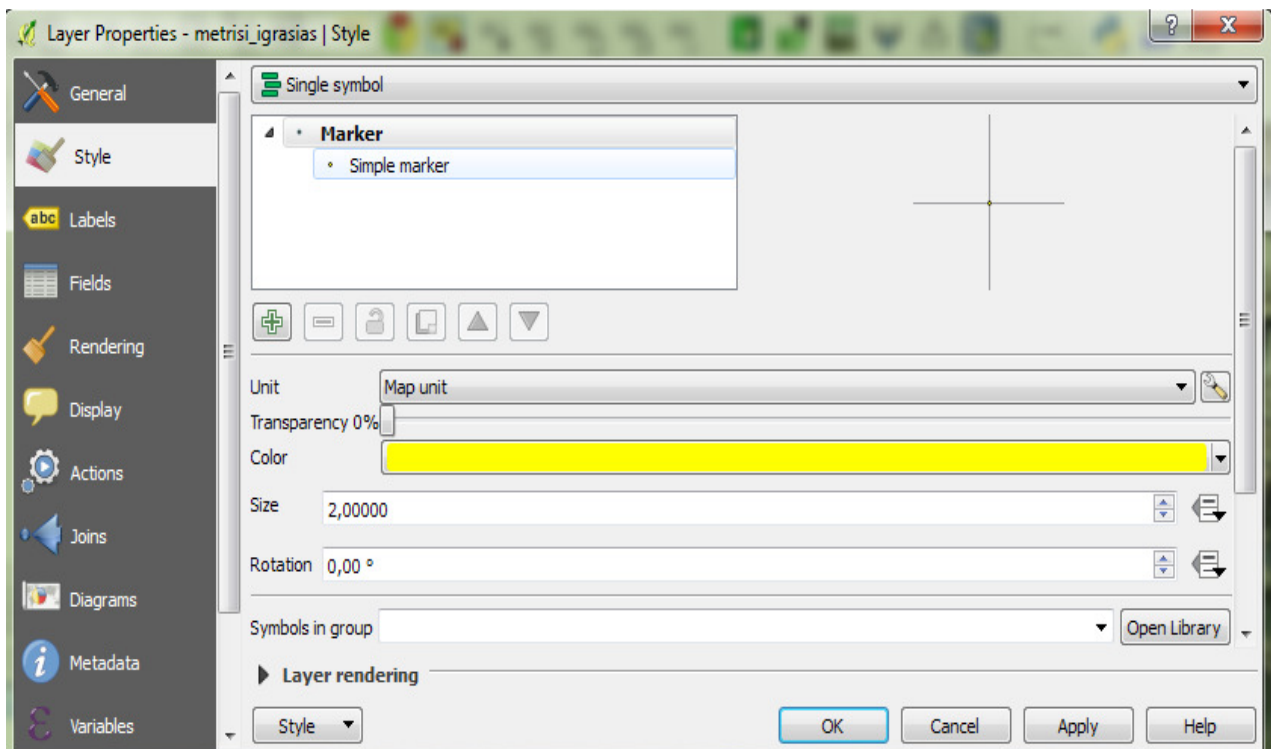 Layer Properties - metrisi_igrasias | Style
? X
General
Style
Labels
Fields
Rendering
Display
Actions
Joins
Diagrams
Metadata
Variables
abc
Single symbol
Marker
Simple marker
Unit Map unit
Transparency 0%
Color
Size 2,00000
Rotation 0,00 °
Symbols in group Open Library
Layer rendering
Style OK Cancel Apply Help